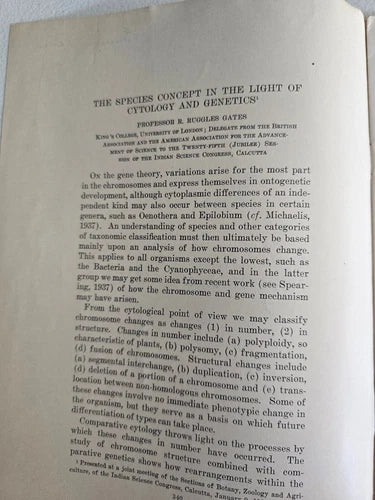 THE SPECIES CONCEPT IN THE LIGHT OF
CYTOLOGY AND GENETICS¹
PROFESSOR R. RUGGLES GATES
KING'S COLLEGE, UNIVERSITY OF LONDON; DELEGATE FROM THE BRITISH
ASSOCIATION AND THE AMERICAN ASSOCIATION FOR THE ADVANCE-
MENT OF SCIENCE TO THE TWENTY-FIFTH (JUBILEE) SES-
SION OF THE INDIAN SCIENCE CONGRESS, CALCUTTA
On the gene theory, variations arise for the most part
in the chromosomes and express themselves in ontogenetic
development, although cytoplasmic differences of an inde-
pendent kind may also occur between species in certain
genera, such as Oenothera and Epilobium (cf. Michaelis,
1937). An understanding of species and other categories
of taxonomic classification must then ultimately be based
mainly upon an analysis of how chromosomes change.
This applies to all organisms except the lowest, such as
the Bacteria and the Cyanophyceae, and in the latter
group we may get some idea from recent work (see Spear-
ing, 1937) of how the chromosome and gene mechanism
may have arisen.
From the cytological point of view we may classify
chromosome changes as changes (1) in number, (2) in
structure. Changes in number include (a) polyploidy, so
characteristic of plants, (b) polysomy, (c) fragmentation,
(d) fusion of chromosomes. Structural changes include
(a) segmental interchange, (b) duplication, (c) inversion,
(d) deletion of a portion of a chromosome and (e) trans-
location between non-homologous chromosomes. Some of
these changes involve no immediate phenotypic change in
the organism, but they serve as a basis on which future
differentiation of types can take place.
Comparative cytology throws light on the processes by
which these changes in number have occurred. The
study of chromosome structure combined with com-
parative genetics shows how rearrangements within the
¹ Presented at a joint meeting of the Sections of Botany, Zoology and Agri-
culture, of the Indian Science Congress, Calcutta, January
340